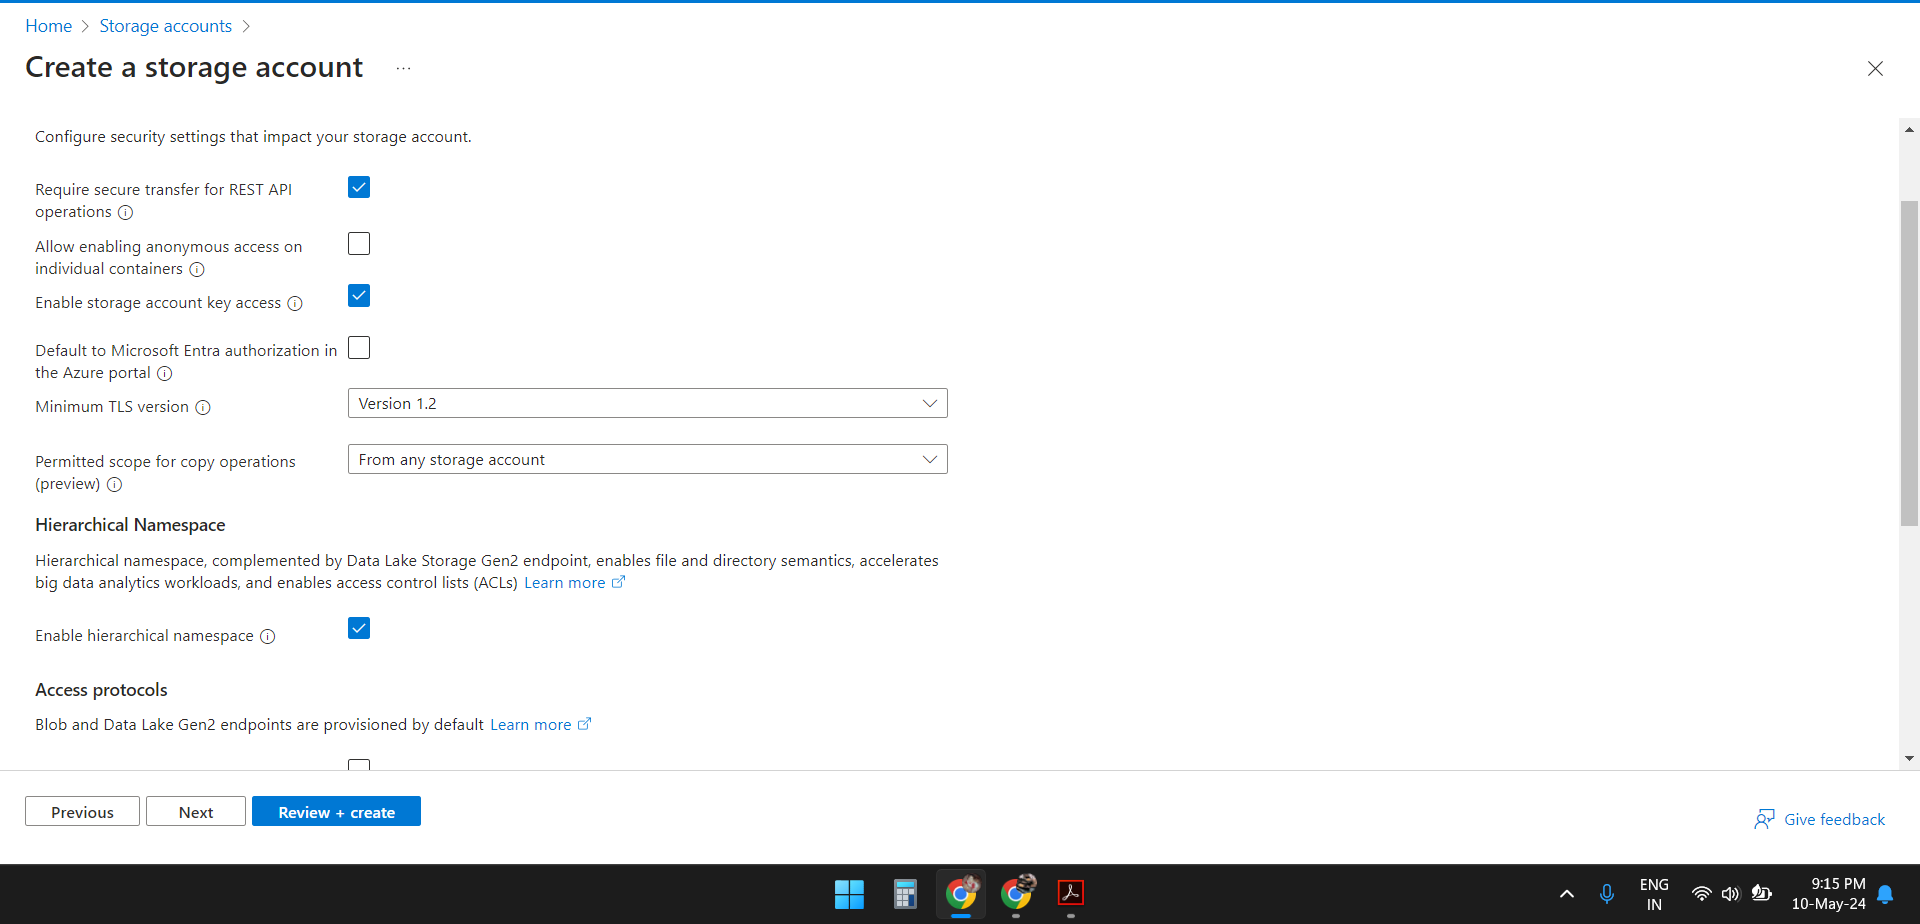 Home > Storage accounts >
Create a storage account ...
Configure security settings that impact your storage account.
Require secure transfer for REST API
operations
Allow enabling anonymous access on
individual containers
Enable storage account key access
Default to Microsoft Entra authorization in
the Azure portal
Minimum TLS version
Version 1.2
Permitted scope for copy operations
(preview)
From any storage account
Hierarchical Namespace
Hierarchical namespace, complemented by Data Lake Storage Gen2 endpoint, enables file and directory semantics, accelerates
big data analytics workloads, and enables access control lists (ACLs) Learn more
Enable hierarchical namespace
Access protocols
Blob and Data Lake Gen2 endpoints are provisioned by default Learn more
Previous
Next
Review + create
Give feedback
ENG
IN
9:15 PM
10-May-24